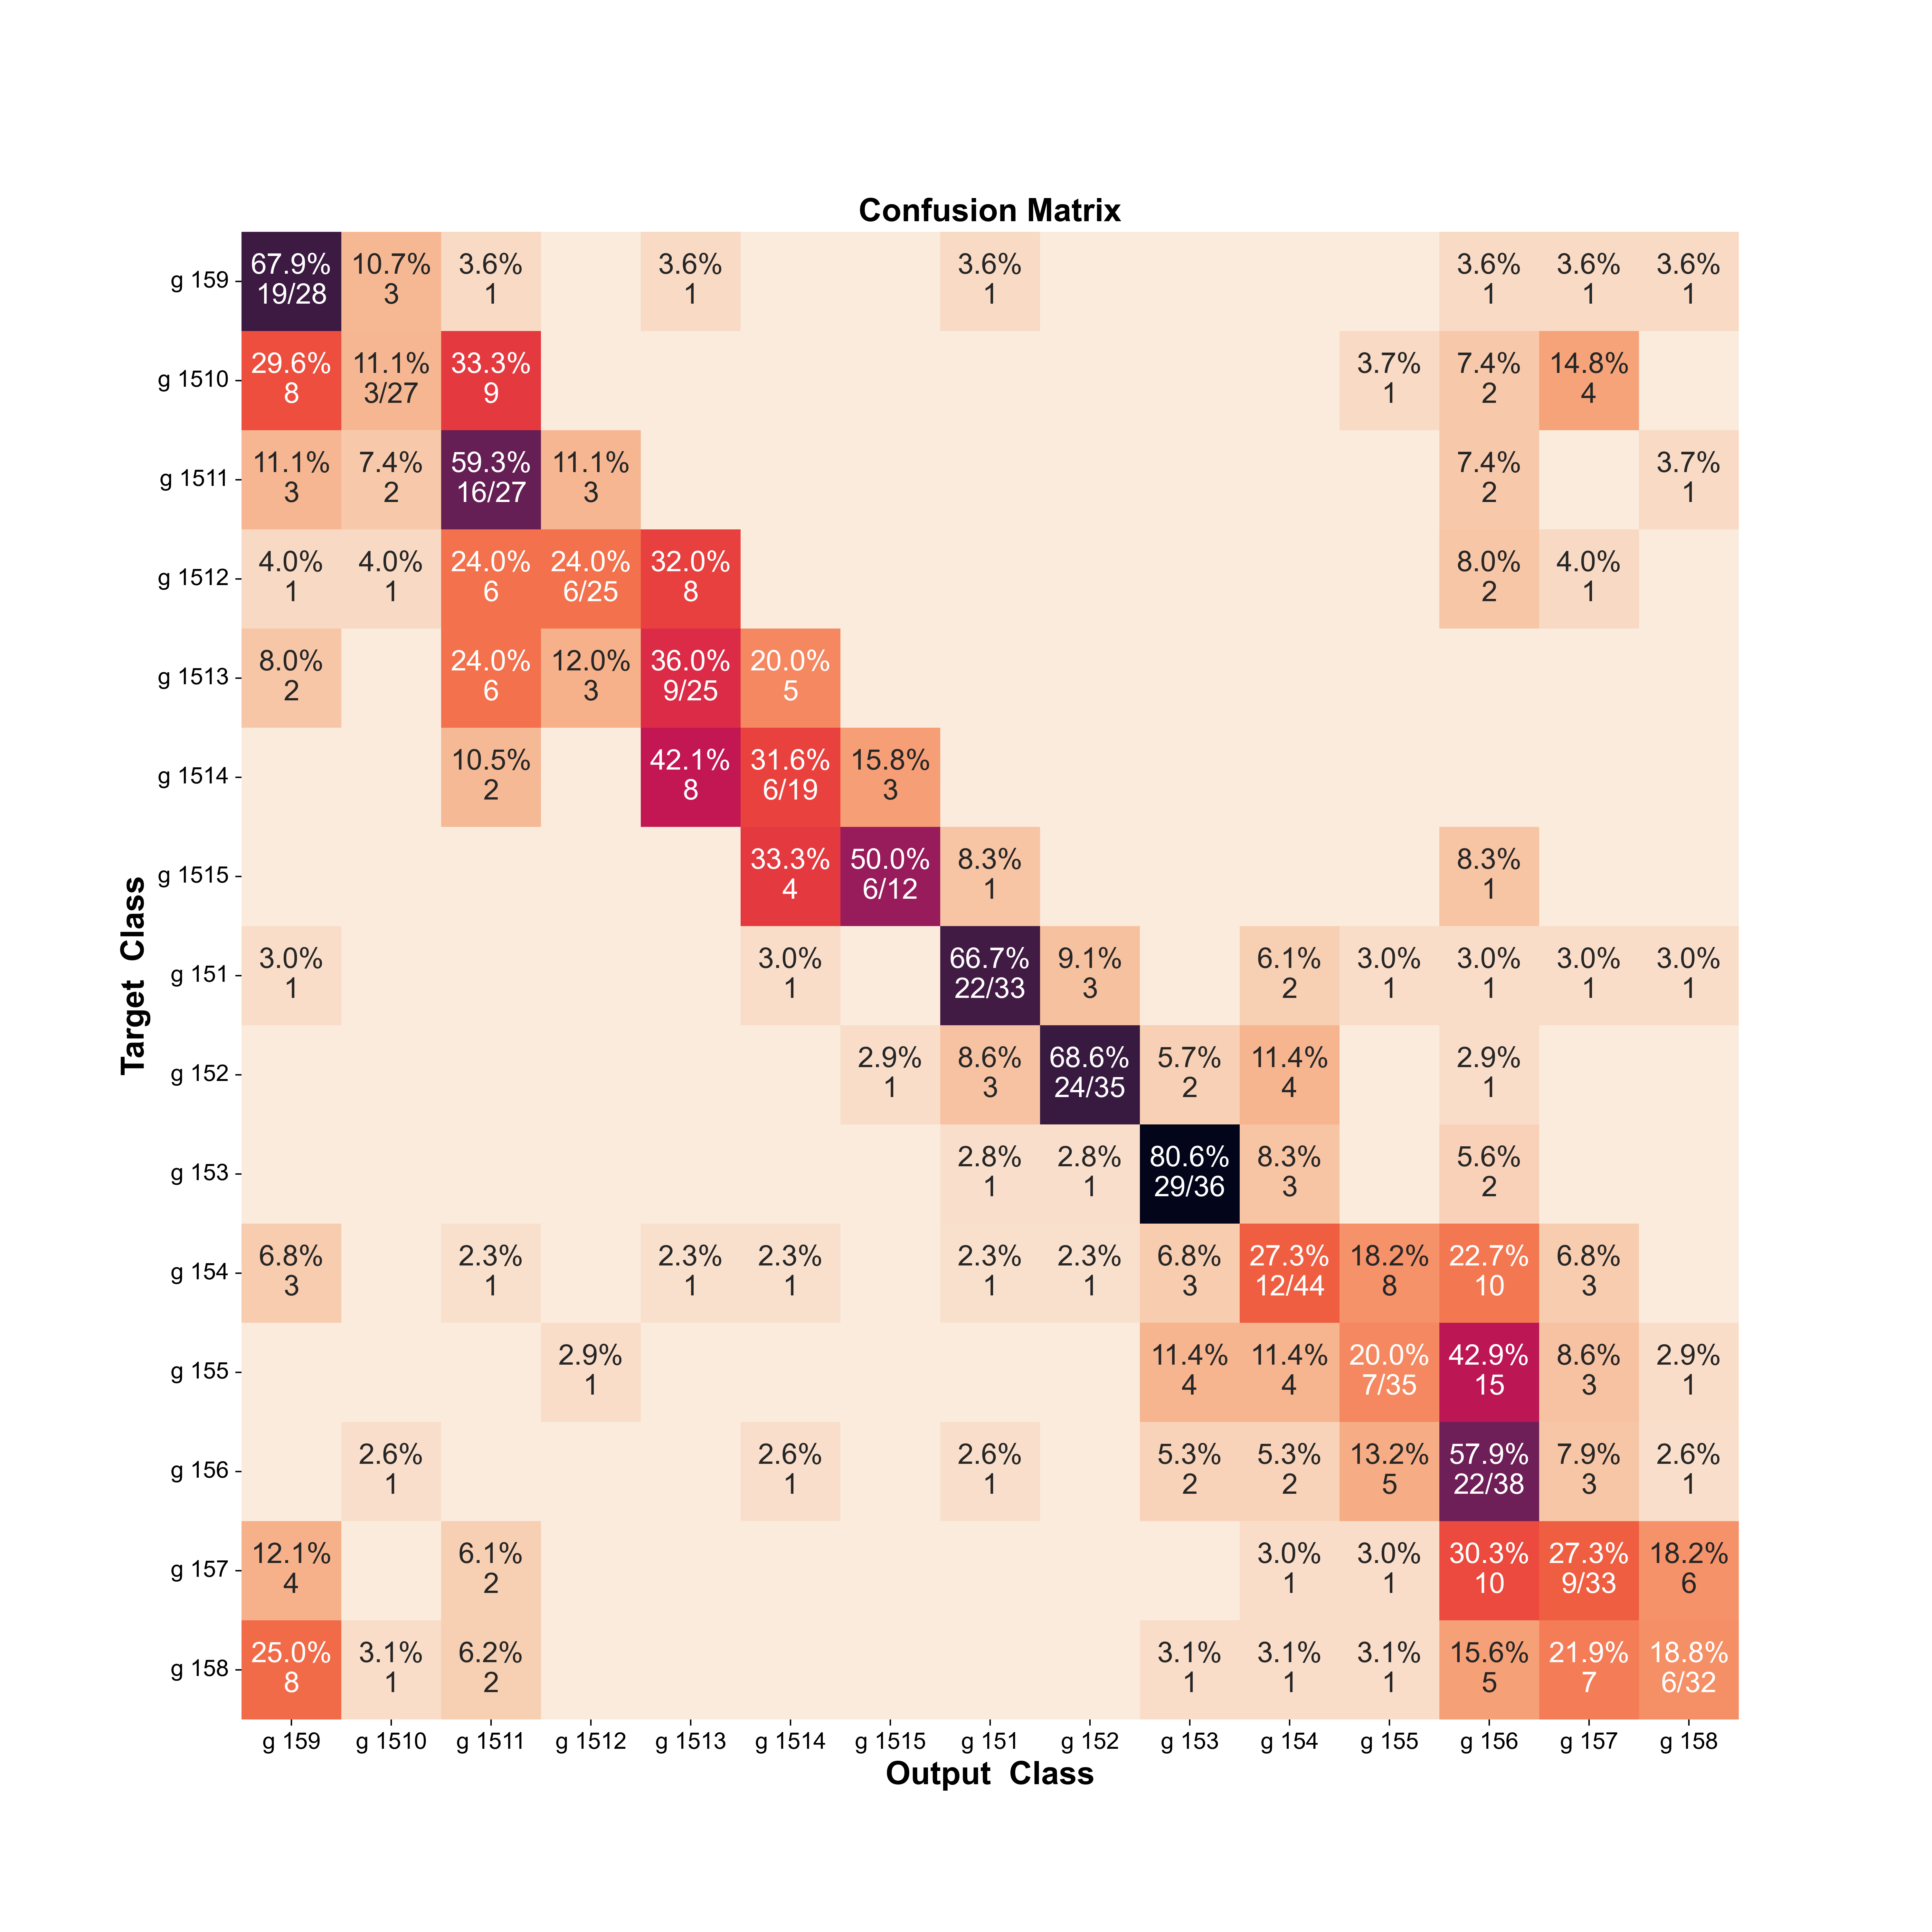 Confusion Matrix
67.9% 10.7% 3.6% 3.6% 3.6% 3.6% 3.6% 3.6%
g 159
19/28 3 1 1 1 1 1 1
29.6% 11.1% 33.3% 3.7% 7.4% 14.8%
g 1510
8 3/27 9 1 2 4
11.1% 7.4% 59.3% 11.1% 7.4% 3.7%
g 1511
3 2 16/27 3 2 1
4.0% 4.0% 24.0% 24.0% 32.0% 8.0% 4.0%
g 1512
1 1 6 6/25 8 2 1
8.0% 24.0% 12.0% 36.0% 20.0%
g 1513
2 6 3 9/25 5
10.5% 42.1% 31.6% 15.8%
g 1514
2 8 6/19 3
33.3% 50.0% 8.3% 8.3%
g 1515
4 6/12 1 1
3.0% 3.0% 66.7% 9.1% 6.1% 3.0% 3.0% 3.0% 3.0%
g 151
1 1 22/33 3 2 1 1 1 1
2.9% 8.6% 68.6% 5.7% 11.4% 2.9%
g 152
1 3 24/35 2 4 1
2.8% 2.8% 80.6% 8.3% 5.6%
g 153
1 1 29/36 3 2
6.8% 2.3% 2.3% 2.3% 2.3% 2.3% 6.8% 27.3% 18.2% 22.7% 6.8%
g 154
3 1 1 1 1 1 3 12/44 8 10 3
2.9% 11.4% 11.4% 20.0% 42.9% 8.6% 2.9%
g 155
1 4 4 7/35 15 3 1
2.6% 2.6% 2.6% 5.3% 5.3% 13.2% 57.9% 7.9% 2.6%
g 156
1 1 1 2 2 5 22/38 3 1
12.1% 6.1% 3.0% 3.0% 30.3% 27.3% 18.2%
g 157
4 2 1 1 10 9/33 6
25.0% 3.1% 6.2% 3.1% 3.1% 3.1% 15.6% 21.9% 18.8%
g 158
8 1 2 1 1 1 5 7 6/32
g 159 g 1510 g 1511 g 1512 g 1513 g 1514 g 1515 g 151 g 152 g 153 g 154 g 155 g 156 g 157 g 158
Output Class
Target Class